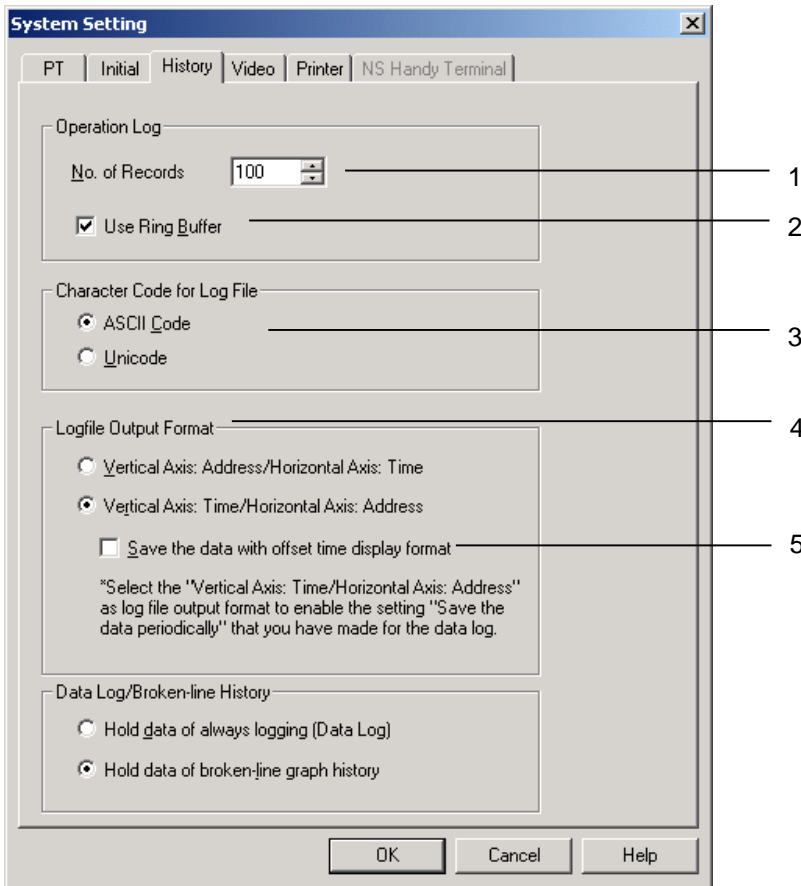 System Setting
PT Initial History Video Printer NS Handy Terminal
Operation Log
No. of Records 100 1
Use Ring Buffer 2
Character Code for Log File
ASCII Code 3
Unicode
Logfile Output Format 4
Vertical Axis: Address/Horizontal Axis: Time
Vertical Axis: Time/Horizontal Axis: Address
Save the data with offset time display format 5
*Select the "Vertical Axis: Time/Horizontal Axis: Address"
as log file output format to enable the setting "Save the
data periodically" that you have made for the data log.
Data Log/Broken-line History
Hold data of always logging (Data Log)
Hold data of broken-line graph history
OK Cancel Help